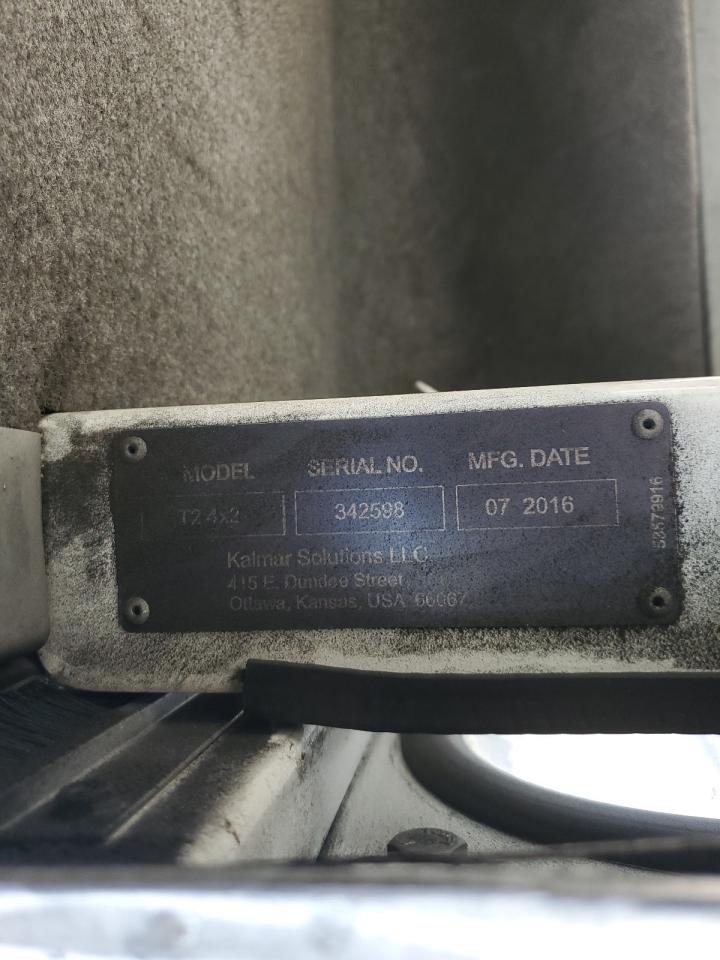 MODEL SERIAL NO. MFG. DATE
T2 4x2 342598 07 2016
Kalmar Solutions LLC
415 E. Dundee Street
Ottawa, Kansas, USA 66067